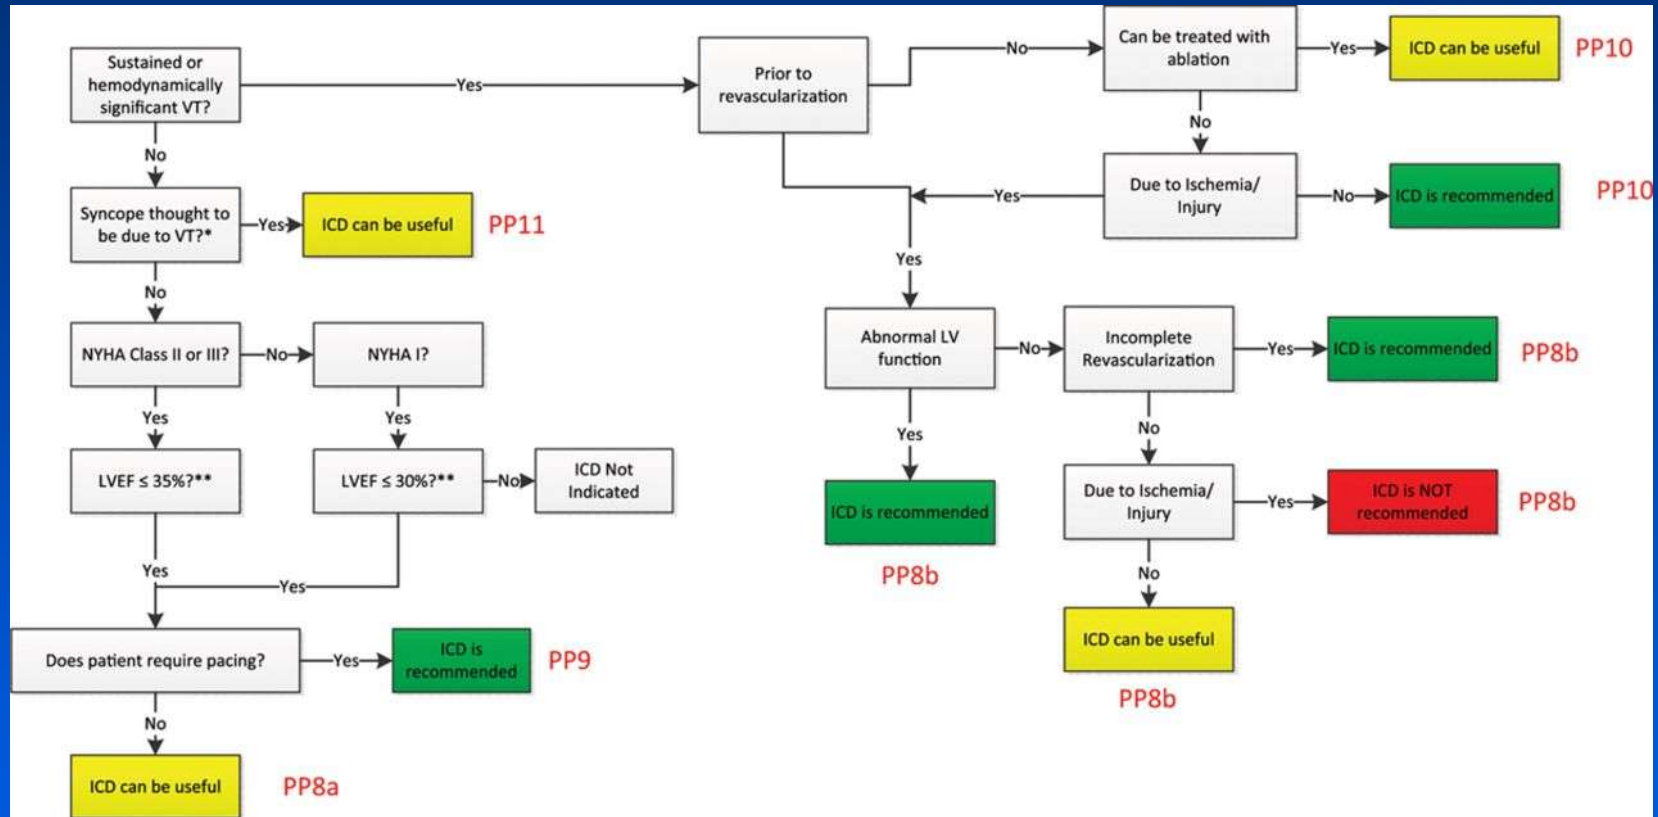 Sustained or
hemodynamically
significant VT?
Yes
Prior to
revascularization
No
Can be treated with
ablation
Yes
ICD can be useful
PP10
No
No
Syncope thought to
be due to VT?*
Yes
ICD can be useful
PP11
Yes
Due to Ischemia/
Injury
No
ICD is recommended
PP10
No
Yes
NYHA Class II or III?
No
NYHA I?
Abnormal LV
function
No
Incomplete
Revascularization
Yes
ICD is recommended
PP8b
Yes
Yes
Yes
No
LVEF ≤ 35%?**
LVEF ≤ 30%?**
No
ICD Not
Indicated
ICD is recommended
PP8b
Due to Ischemia/
Injury
Yes
ICD is NOT
recommended
PP8b
Yes
Yes
No
Does patient require pacing?
Yes
ICD is
recommended
PP9
ICD can be useful
PP8b
No
ICD can be useful
PP8a